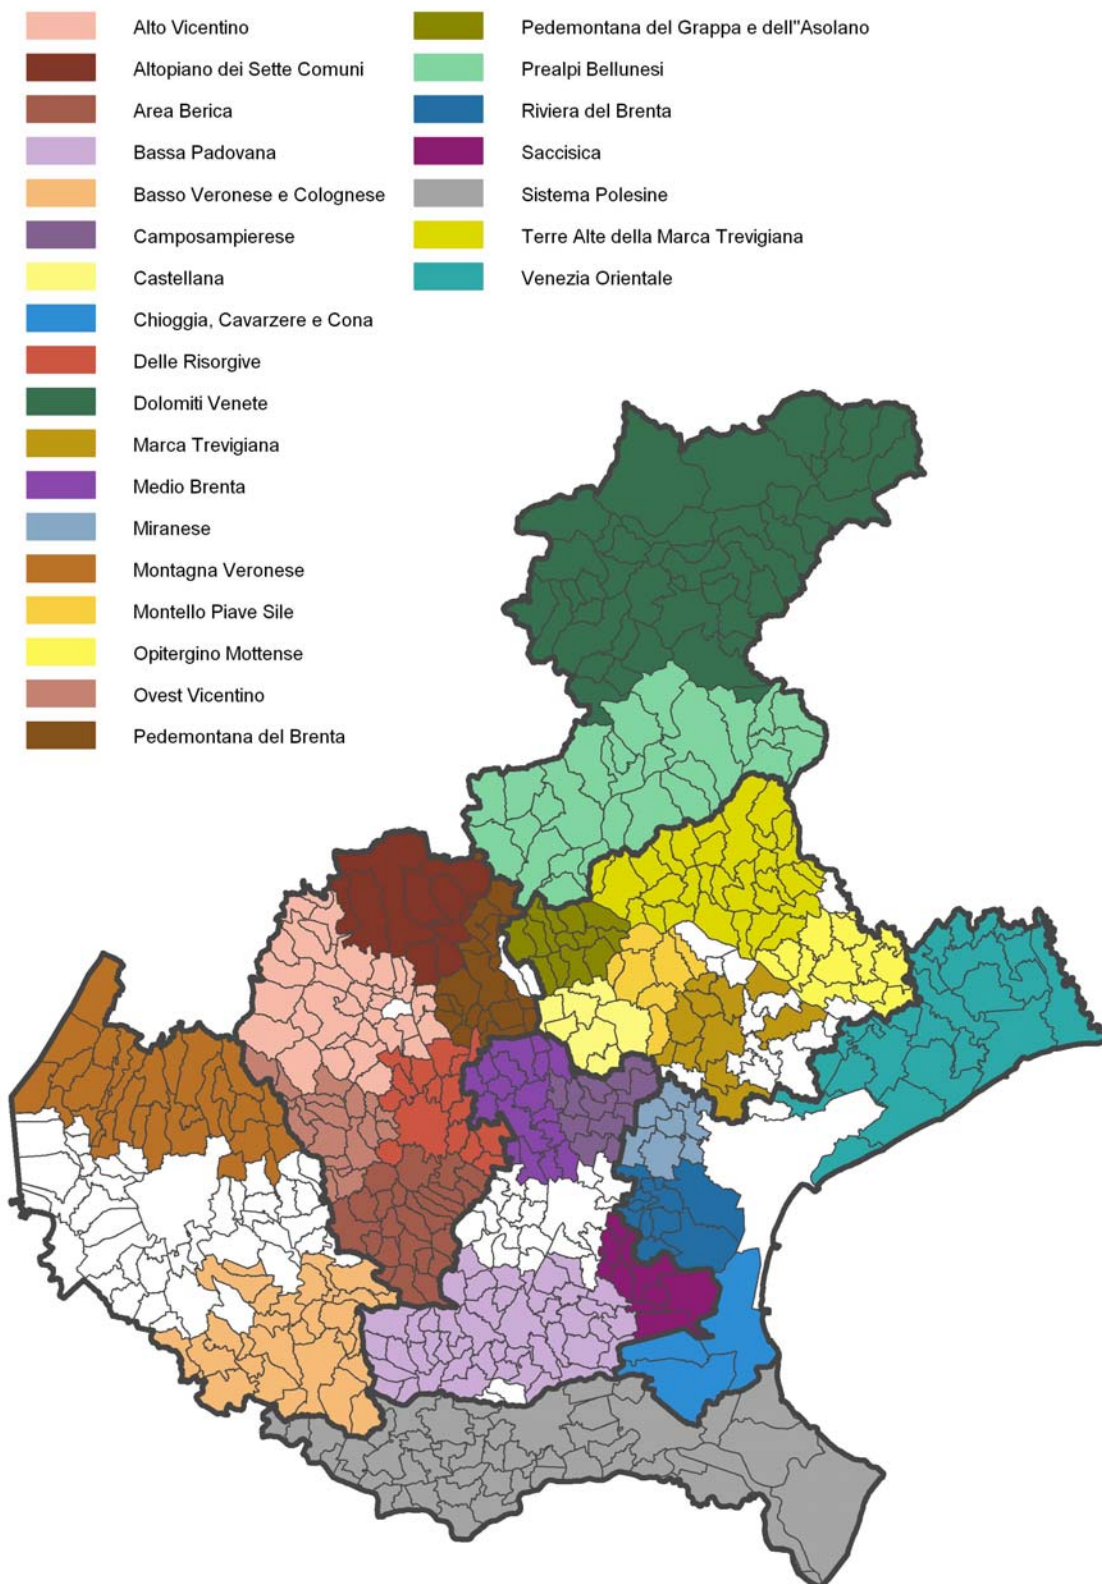 Alto Vicentino
Altopiano dei Sette Comuni
Area Berica
Bassa Padovana
Basso Veronese e Colognese
Camposampierese
Castellana
Chioggia, Cavarzere e Cona
Delle Risorgive
Dolomiti Venete
Marca Trevigiana
Medio Brenta
Miranese
Montagna Veronese
Montello Piave Sile
Opitergino Mottense
Ovest Vicentino
Pedemontana del Brenta
Pedemontana del Grappa e dell"Asolano
Prealpi Bellunesi
Riviera del Brenta
Saccisica
Sistema Polesine
Terre Alte della Marca Trevigiana
Venezia Orientale